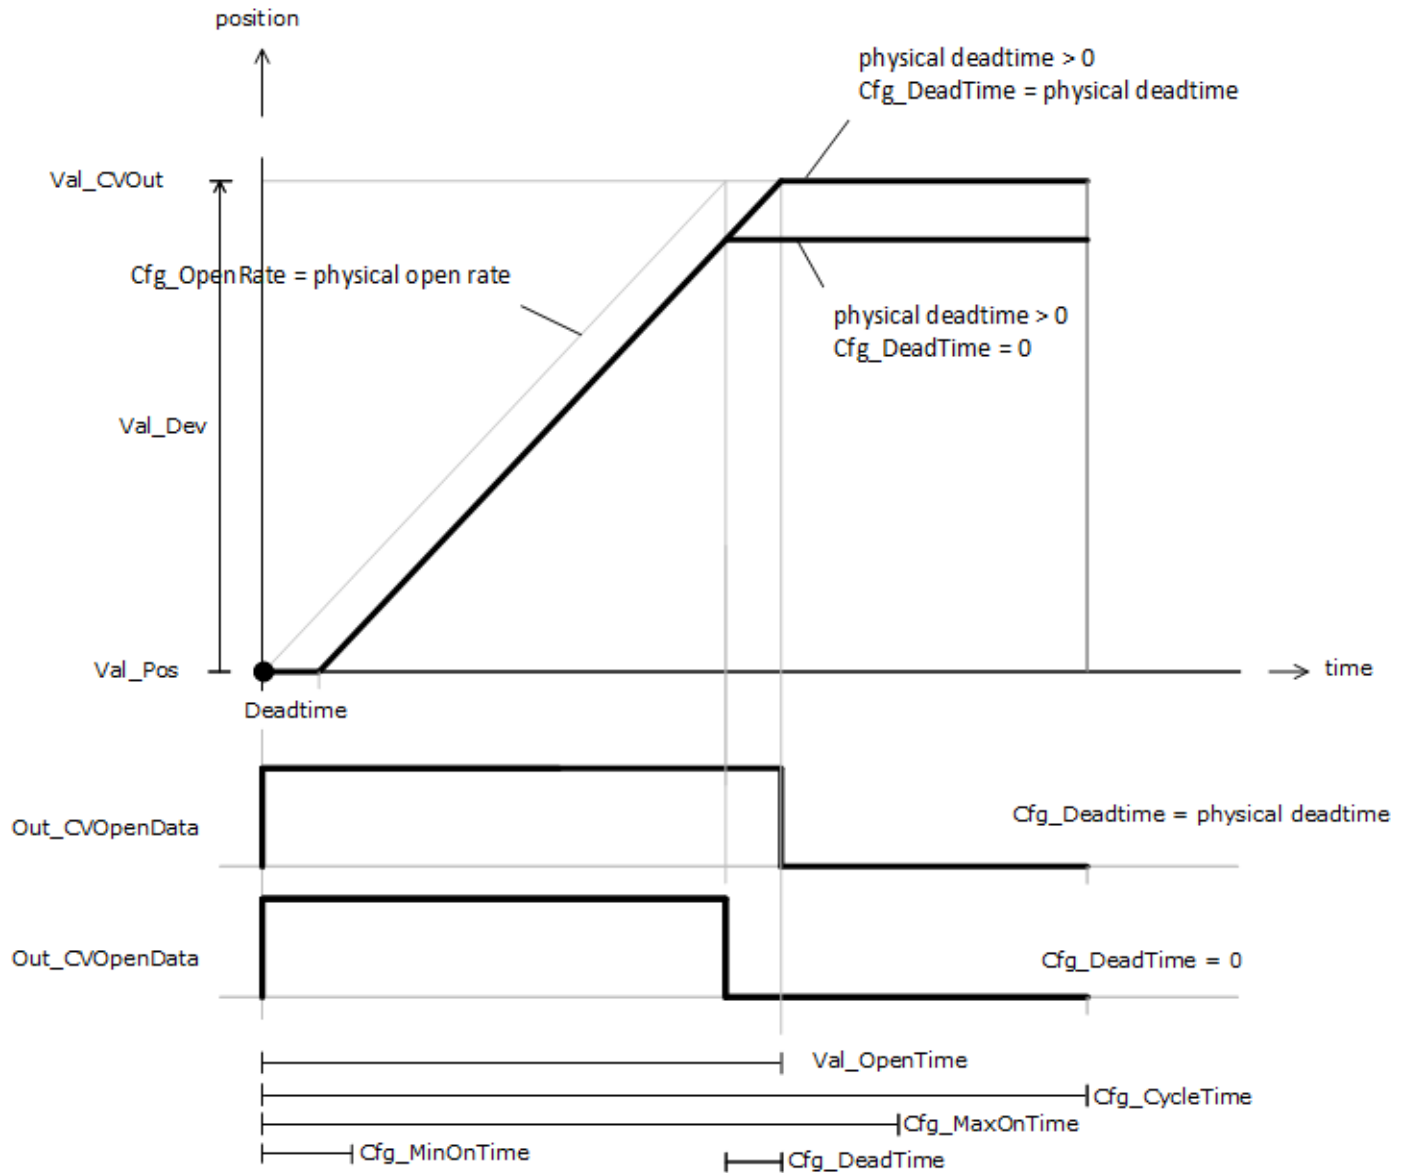 position
physical deadtime > 0
Cfg_DeadTime = physical deadtime
Val_CVOut
Cfg_OpenRate = physical open rate
physical deadtime > 0
Cfg_DeadTime = 0
Val_Dev
Val_Pos
time
Deadtime
Out_CVOpenData
Cfg_Deadtime = physical deadtime
Out_CVOpenData
Cfg_DeadTime = 0
Val_OpenTime
Cfg_CycleTime
Cfg_MaxOnTime
Cfg_MinOnTime
Cfg_DeadTime